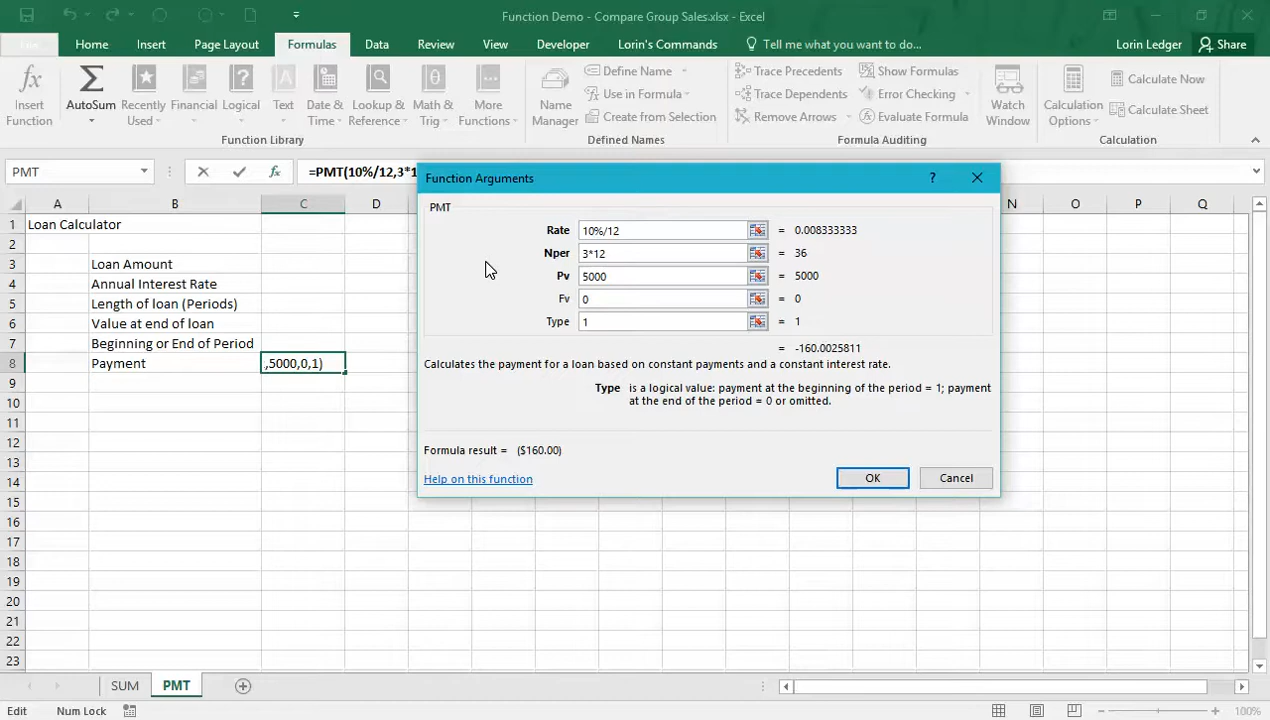 Function Demo - Compare Group Sales.xlsx - Excel
Home Insert Page Layout Formulas Data Review View Developer Lorin's Commands Tell me what you want to do... Lorin Ledger Share
Insert Function
AutoSum
Recently Used
Financial
Logical
Text
Date & Time
Lookup & Reference
Math & Trig
More Functions
Function Library
Name Manager
Define Name
Use in Formula
Create from Selection
Defined Names
Trace Precedents
Trace Dependents
Remove Arrows
Show Formulas
Error Checking
Evaluate Formula
Watch Window
Formula Auditing
Calculation Options
Calculate Now
Calculate Sheet
Calculation
PMT
fx
=PMT(10%/12,3*1
A B C D N O P Q R
1 Loan Calculator
2
3 Loan Amount
4 Annual Interest Rate
5 Length of loan (Periods)
6 Value at end of loan
7 Beginning or End of Period
8 Payment ,5000,0,1)
9
10
11
12
13
14
15
16
17
18
19
20
21
22
23
Function Arguments ?
PMT
Rate 10%/12 = 0.008333333
Nper 3*12 = 36
Pv 5000 = 5000
Fv 0 = 0
Type 1 = 1
= -160.0025811
Calculates the payment for a loan based on constant payments and a constant interest rate.
Type is a logical value: payment at the beginning of the period = 1; payment
at the end of the period = 0 or omitted.
Formula result = ($160.00)
Help on this function
OK Cancel
SUM PMT
Edit Num Lock 100%